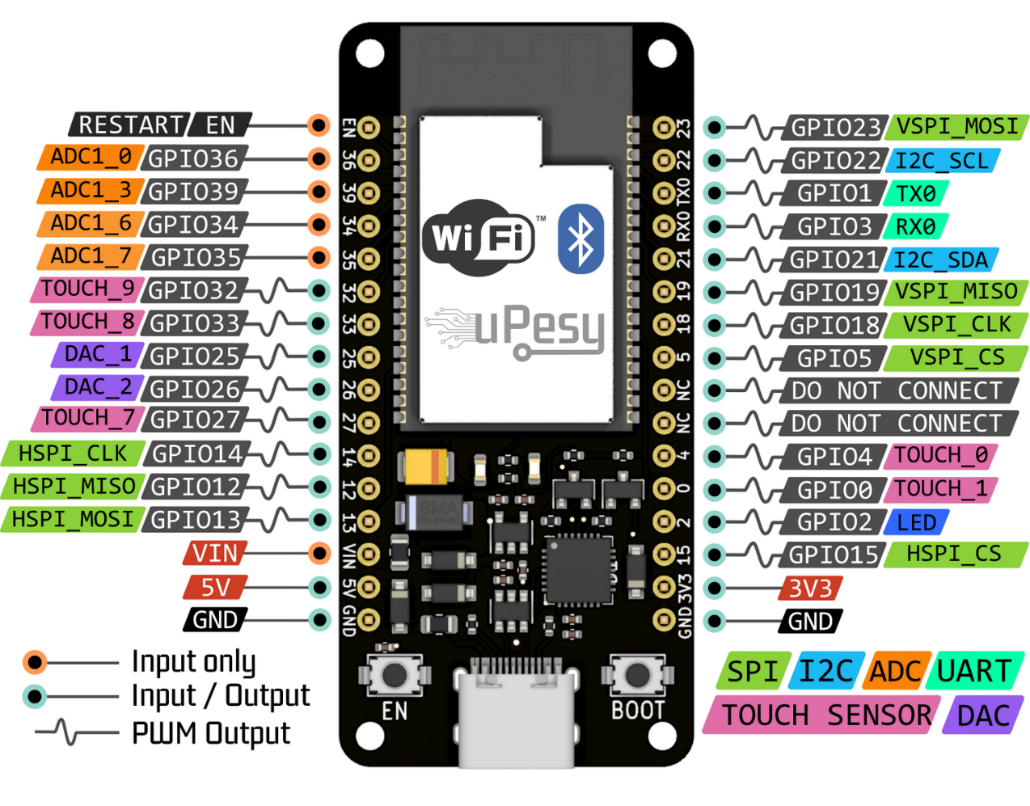 RESTART EN
ADC1_0 GPIO36
ADC1_3 GPIO39
ADC1_6 GPIO34
ADC1_7 GPIO35
TOUCH_9 GPIO32
TOUCH_8 GPIO33
DAC_1 GPIO25
DAC_2 GPIO26
TOUCH_7 GPIO27
HSPI_CLK GPIO14
HSPI_MISO GPIO12
HSPI_MOSI GPIO13
VIN
5V
GND
EN
36
39
34
35
32
33
25
26
27
14
12
13
VIN
5V
GND
WiFi™
uPesy
SMA
EN
BOOT
23
22
TX0
RX0
21
19
18
5
NC
NC
4
0
2
15
3V3
GND
GPIO23 VSPI_MOSI
GPIO22 I2C_SCL
GPIO1 TX0
GPIO3 RX0
GPIO21 I2C_SDA
GPIO19 VSPI_MISO
GPIO18 VSPI_CLK
GPIO5 VSPI_CS
DO NOT CONNECT
DO NOT CONNECT
GPIO4 TOUCH_0
GPIO0 TOUCH_1
GPIO2 LED
GPIO15 HSPI_CS
3V3
GND
Input only
Input / Output
PWM Output
SPI I2C ADC UART
TOUCH SENSOR DAC